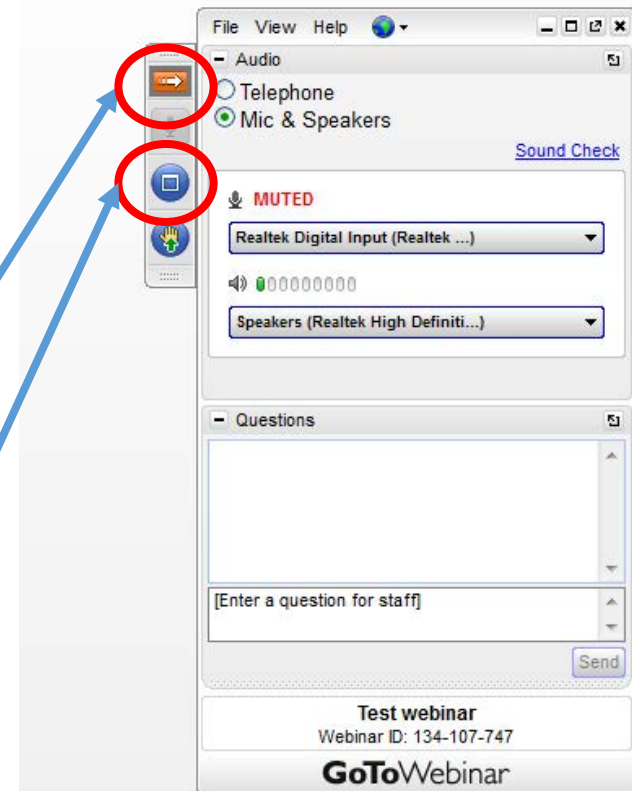 File View Help
Audio
Telephone
Mic & Speakers
Sound Check
MUTED
Realtek Digital Input (Realtek ...)
Speakers (Realtek High Definiti...)
Questions
[Enter a question for staff]
Send
Test webinar
Webinar ID: 134-107-747
GoToWebinar